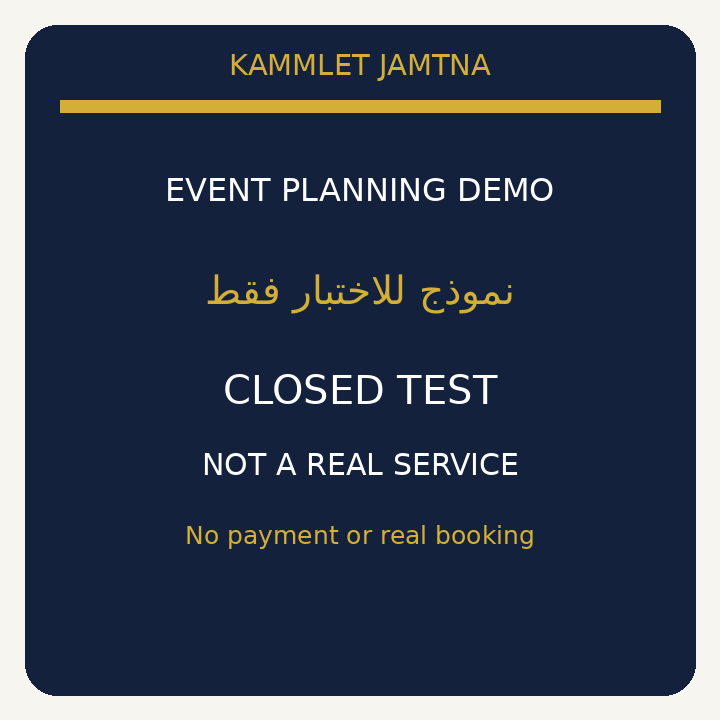 KAMMLET JAMTNA
EVENT PLANNING DEMO
نموذج للاختبار فقط
CLOSED TEST
NOT A REAL SERVICE
No payment or real booking